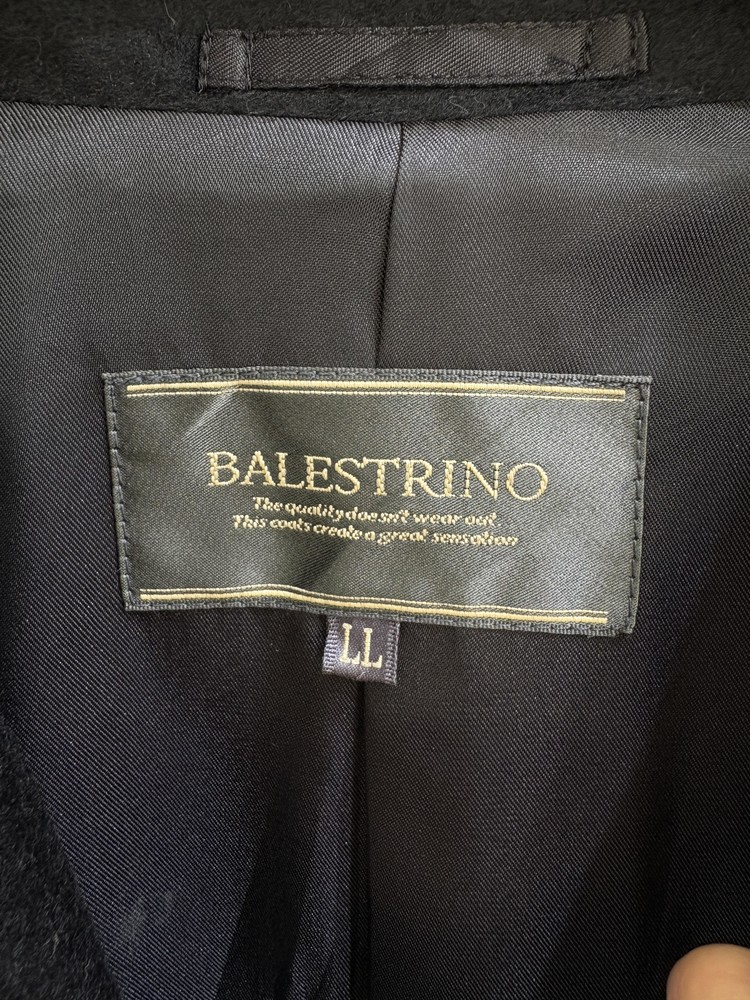 BALESTRINO
The quality doesn't wear out.
This coats create a great sensation
LL